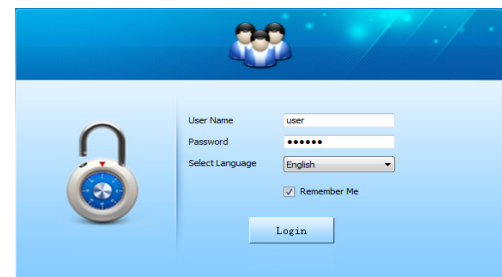 User Name user
Password ••••••
Select Language English
Remember Me
Login